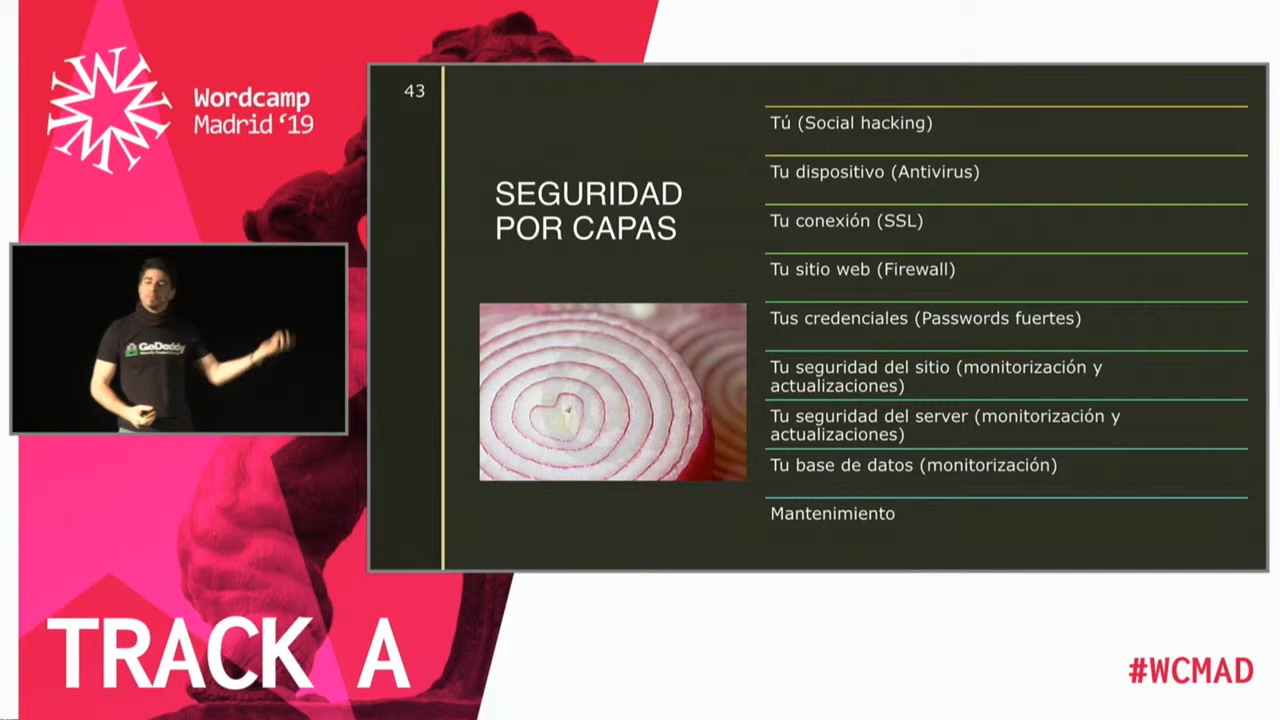 Wordcamp
Madrid ‘19
43
SEGURIDAD
POR CAPAS
Tú (Social hacking)
Tu dispositivo (Antivirus)
Tu conexión (SSL)
Tu sitio web (Firewall)
Tus credenciales (Passwords fuertes)
Tu seguridad del sitio (monitorización y
actualizaciones)
Tu seguridad del server (monitorización y
actualizaciones)
Tu base de datos (monitorización)
Mantenimiento
GoDaddy
TRACK A
#WCMAD